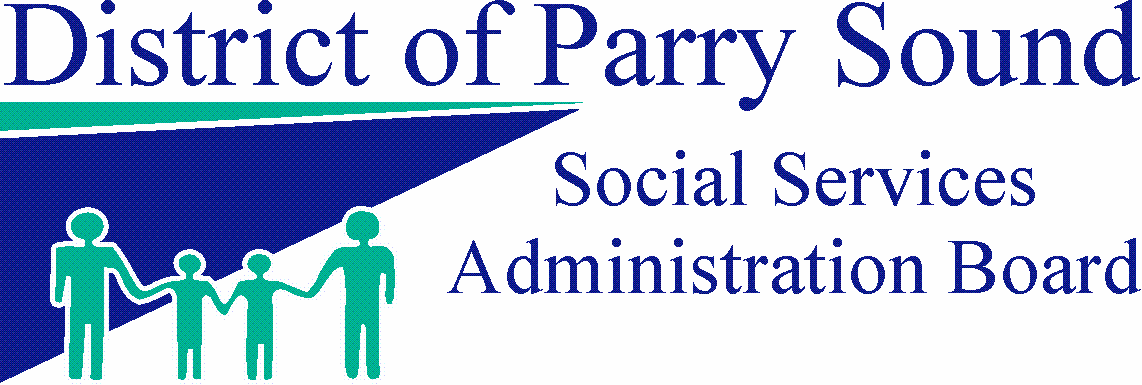 District of Parry Sound
Social Services
Administration Board